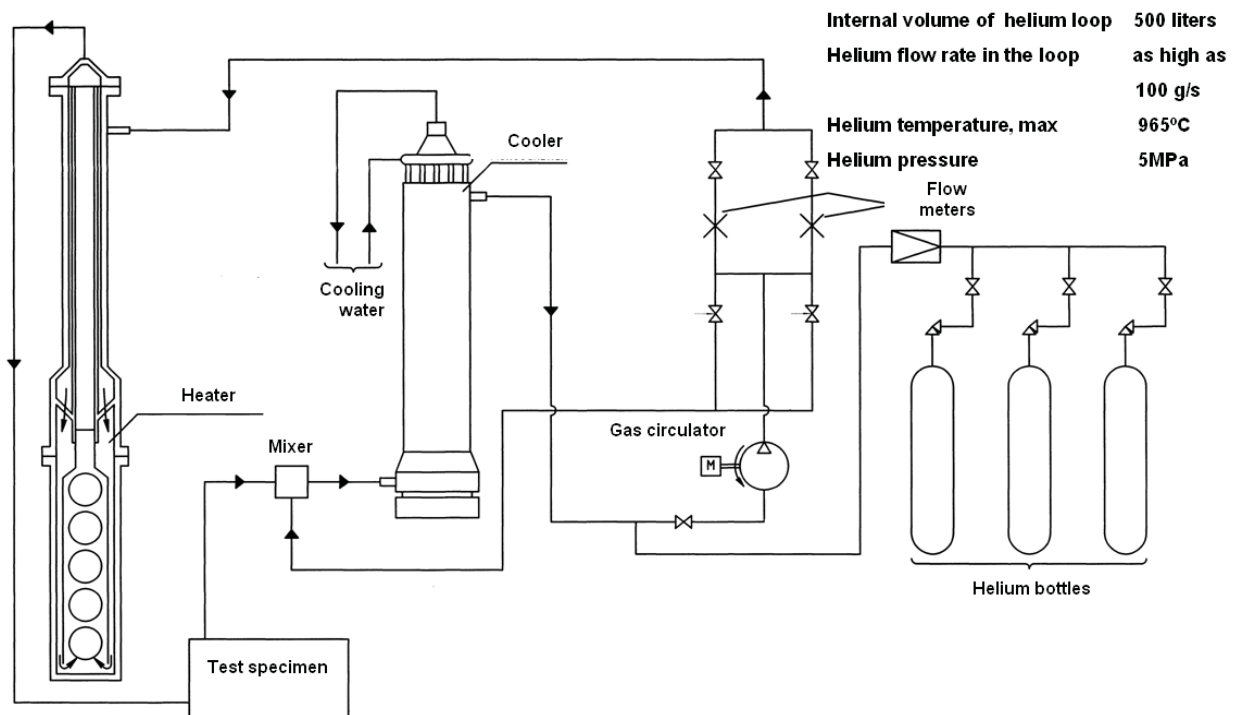 Internal volume of helium loop 500 liters
Helium flow rate in the loop as high as
100 g/s
Helium temperature, max 965ºC
Helium pressure 5MPa
Cooler
Flow
meters
Cooling
water
Heater
Gas circulator
Mixer
M
Helium bottles
Test specimen